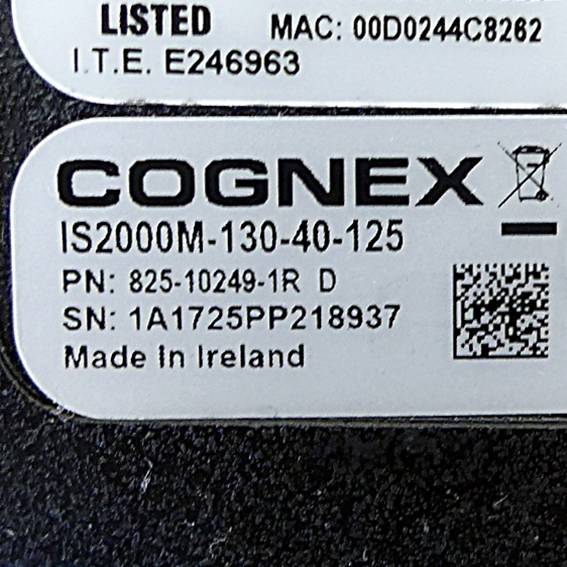 LISTED MAC: 00D0244C8262
I.T.E. E246963
COGNEX
IS2000M-130-40-125
PN: 825-10249-1R D
SN: 1A1725PP218937
Made in Ireland